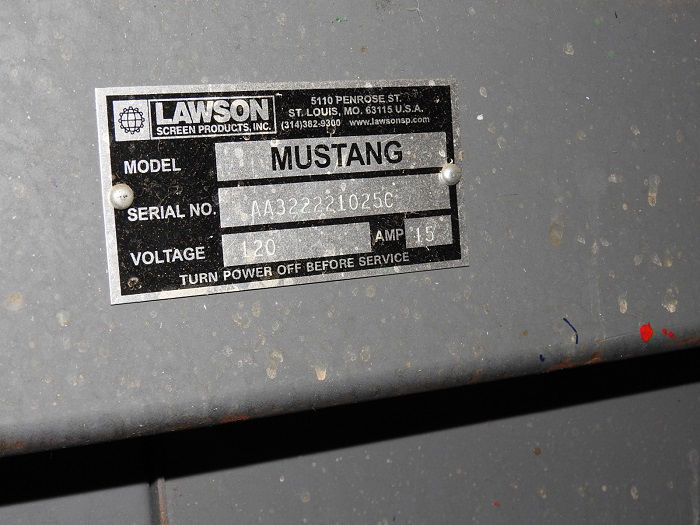 LAWSON
SCREEN PRODUCTS, INC.
5110 PENROSE ST.
ST. LOUIS, MO. 63115 U.S.A.
(314)382-9300 www.lawsonsp.com
MODEL MUSTANG
SERIAL NO. AA322221025C
VOLTAGE 120 AMP 15
TURN POWER OFF BEFORE SERVICE